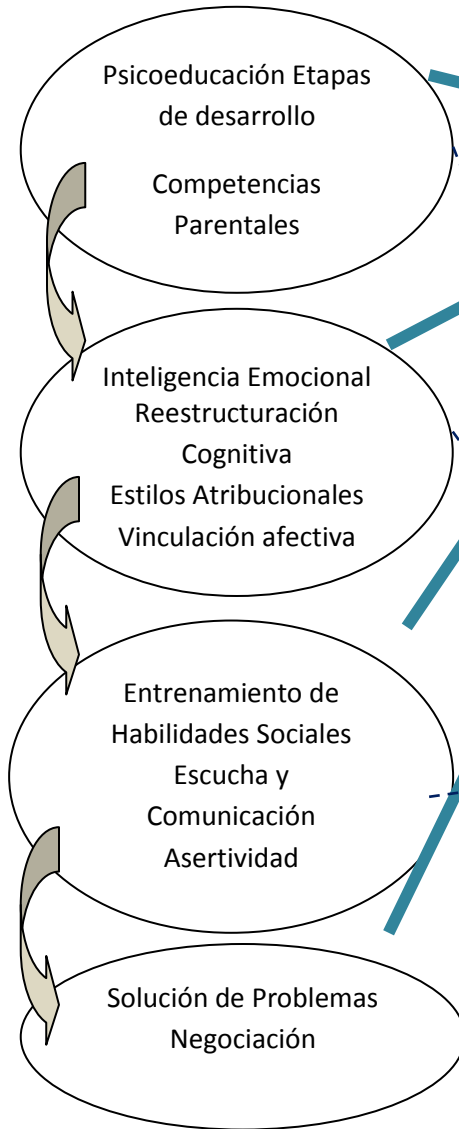 Psicoeducación Etapas
de desarrollo
Competencias
Parentales
Inteligencia Emocional
Reestructuración
Cognitiva
Estilos Atribucionales
Vinculación afectiva
Entrenamiento de
Habilidades Sociales
Escucha y
Comunicación
Asertividad
Solución de Problemas
Negociación